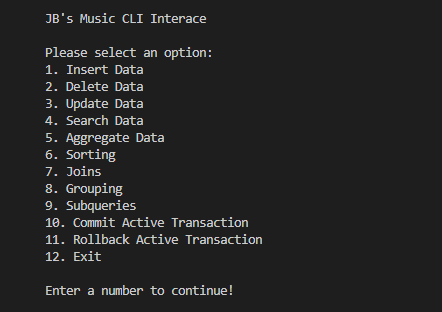 JB's Music CLI Interace
Please select an option:
1. Insert Data
2. Delete Data
3. Update Data
4. Search Data
5. Aggregate Data
6. Sorting
7. Joins
8. Grouping
9. Subqueries
10. Commit Active Transaction
11. Rollback Active Transaction
12. Exit
Enter a number to continue!